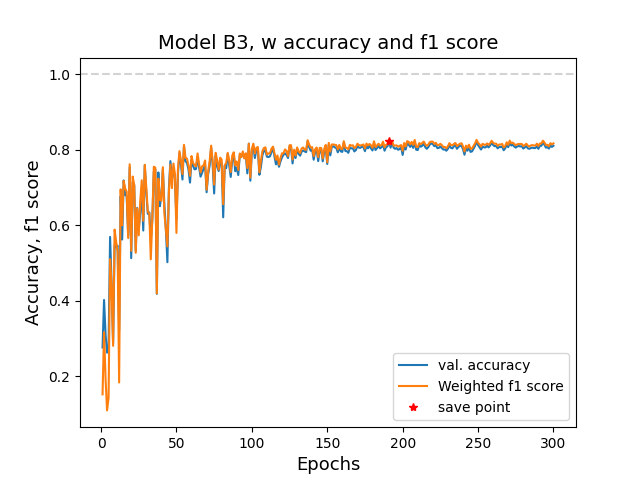 Model B3, w accuracy and f1 score
Accuracy, f1 score
1.0
0.8
0.6
0.4
0.2
0
50
100
150
200
250
300
Epochs
val. accuracy
Weighted f1 score
save point